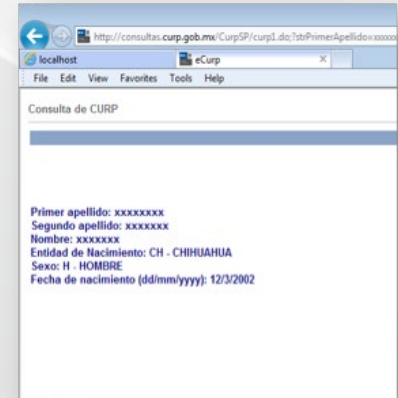 http://consultas.curp.gob.mx/CurpSP/curp1.do;?strPrimerApellido=xxxxx
localhost
eCurp
File Edit View Favorites Tools Help
Consulta de CURP
Primer apellido: xxxxxxxx
Segundo apellido: xxxxxxx
Nombre: xxxxxxx
Entidad de Nacimiento: CH - CHIHUAHUA
Sexo: H - HOMBRE
Fecha de nacimiento (dd/mm/yyyy): 12/3/2002